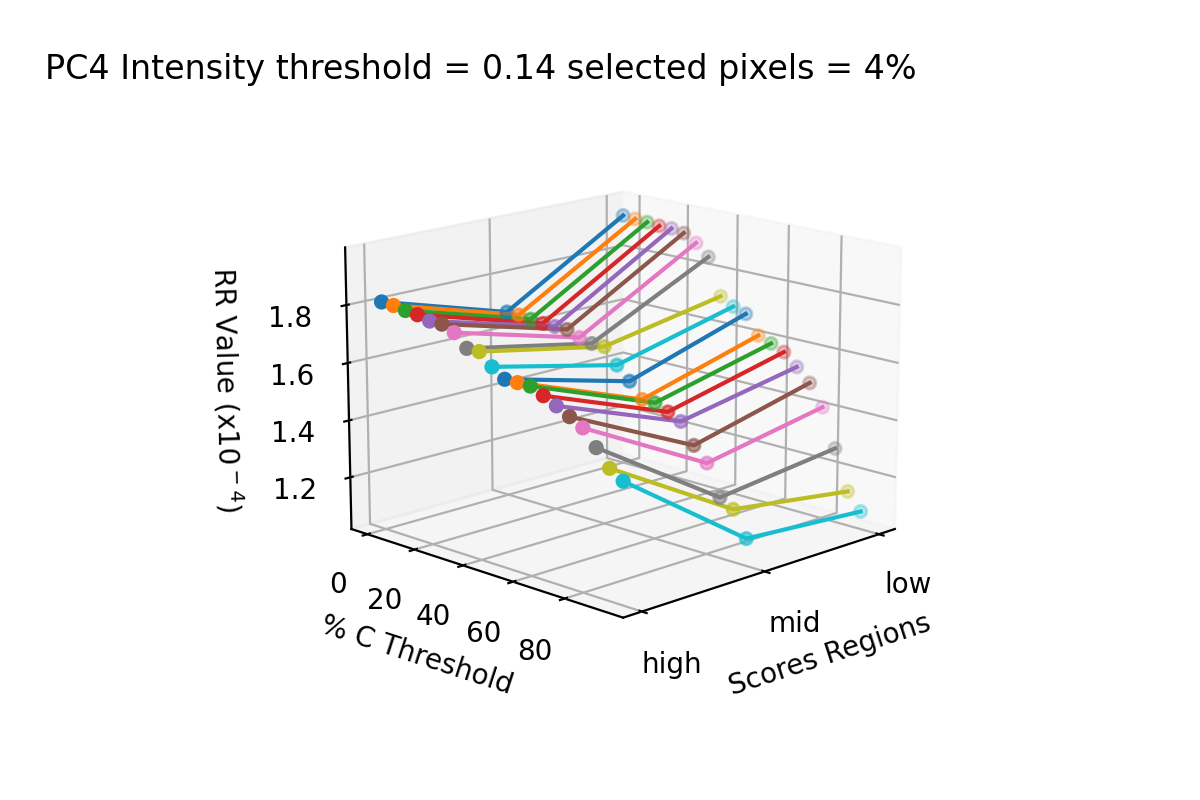 PC4 Intensity threshold = 0.14 selected pixels = 4%
RR Value (x10⁻⁴)
1.8
1.6
1.4
1.2
0
20
40
60
80
% C Threshold
high
mid
low
Scores Regions